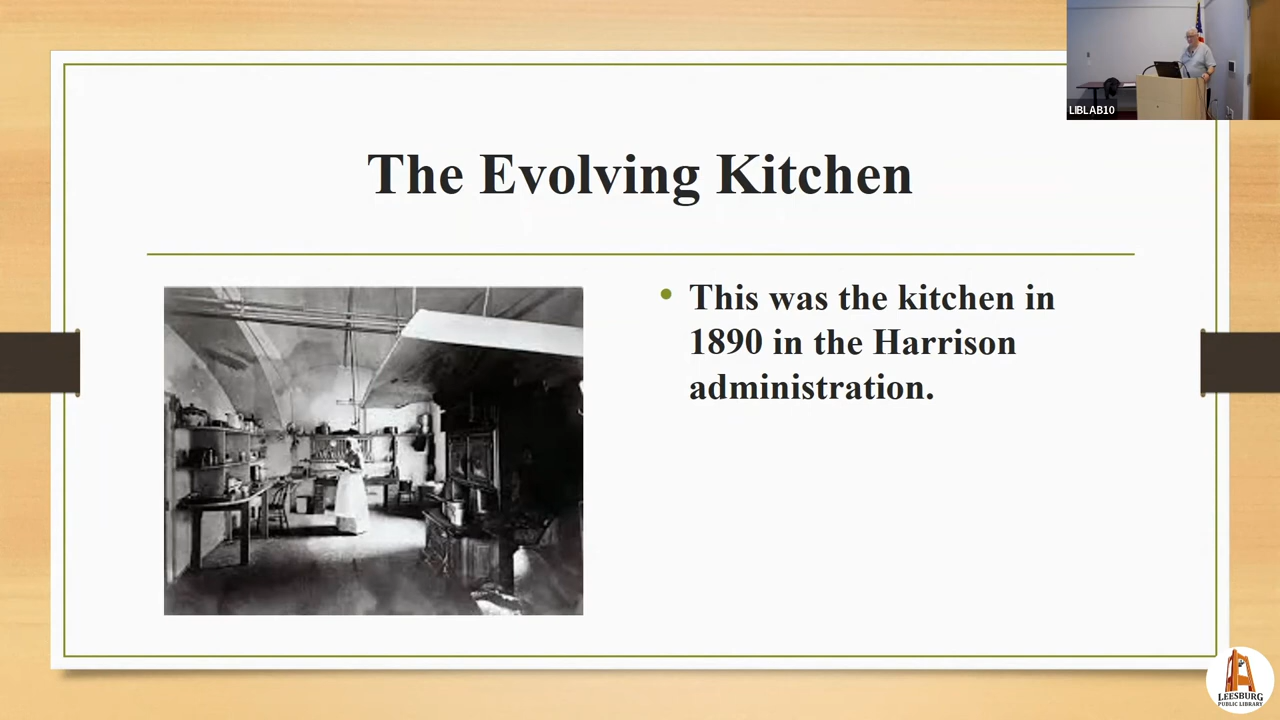 LIBLAB10
The Evolving Kitchen
This was the kitchen in
1890 in the Harrison
administration.
LEESBURG
PUBLIC LIBRARY